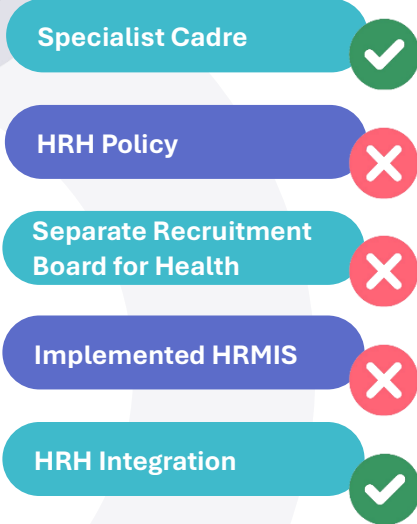 Specialist Cadre
HRH Policy
Separate Recruitment
Board for Health
Implemented HRMIS
HRH Integration